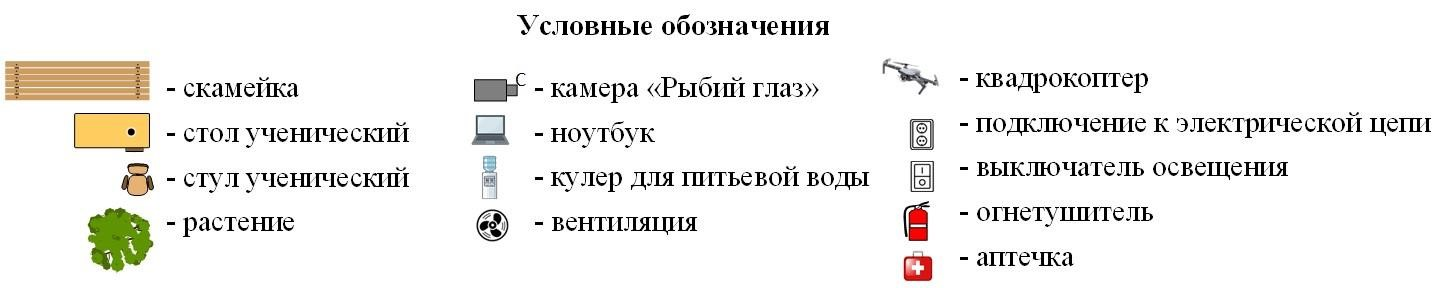 Условные обозначения
- скамейка
- стол ученический
- стул ученический
- растение
С
- камера «Рыбий глаз»
- ноутбук
- кулер для питьевой воды
- вентиляция
- квадрокоптер
- подключение к электрической цепи
- выключатель освещения
- огнетушитель
- аптечка